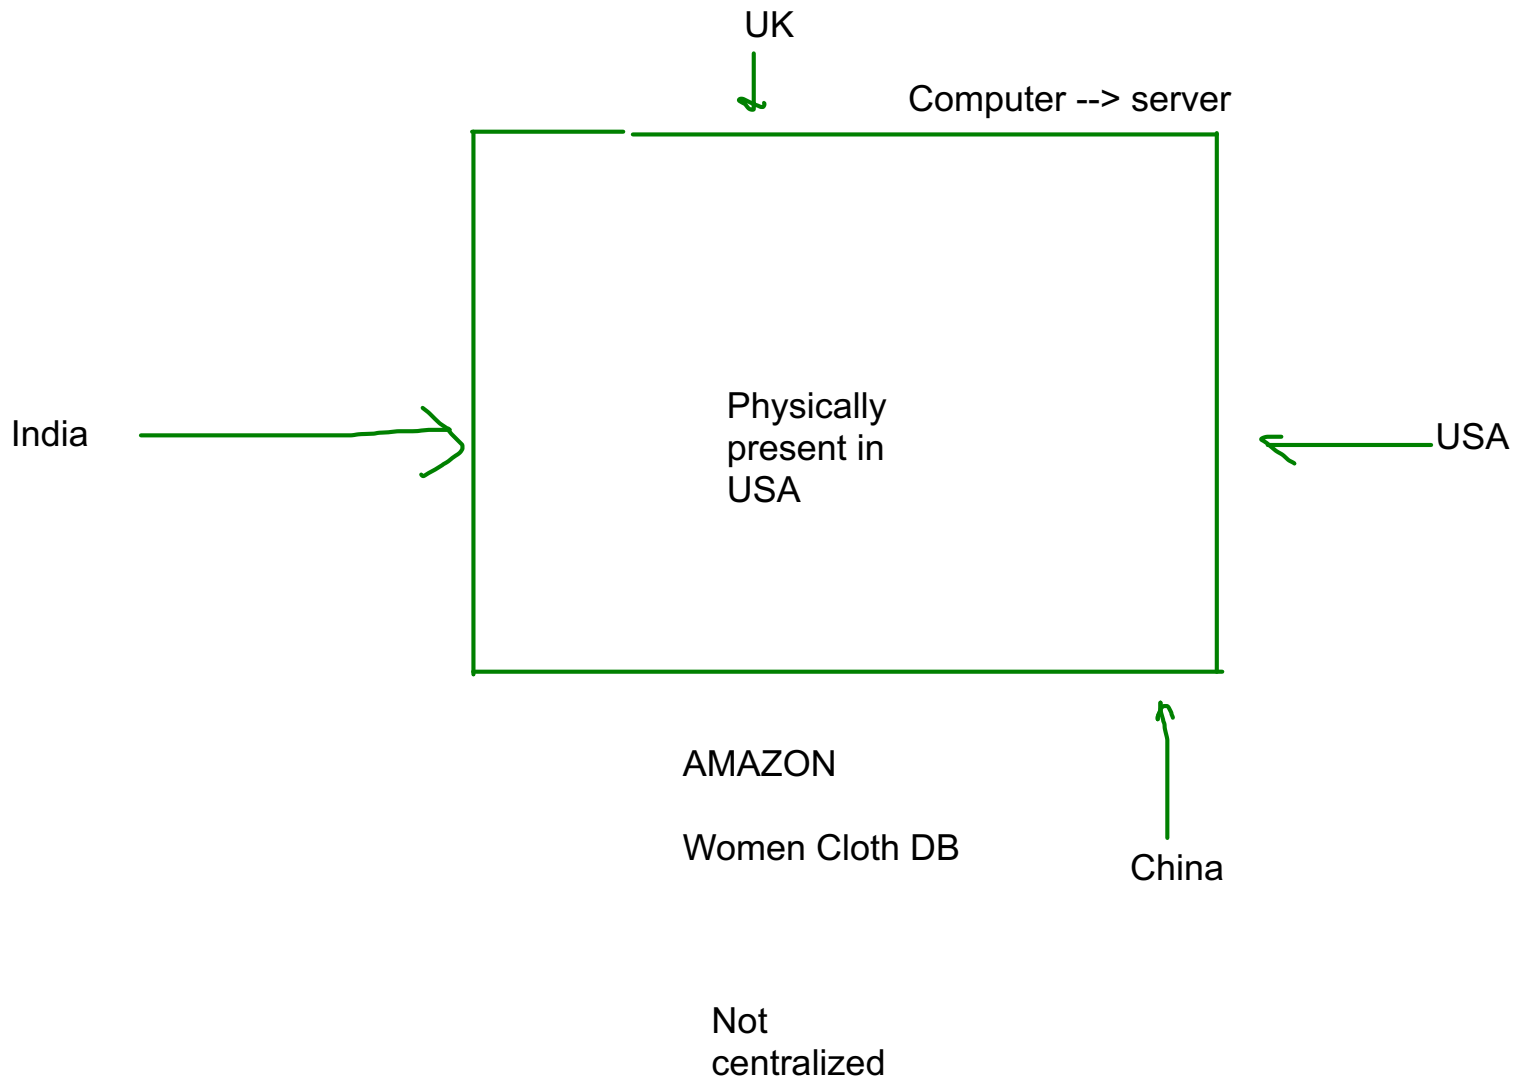 UK
Computer --> server
Physically
present in
USA
India
USA
AMAZON
Women Cloth DB
China
Not
centralized